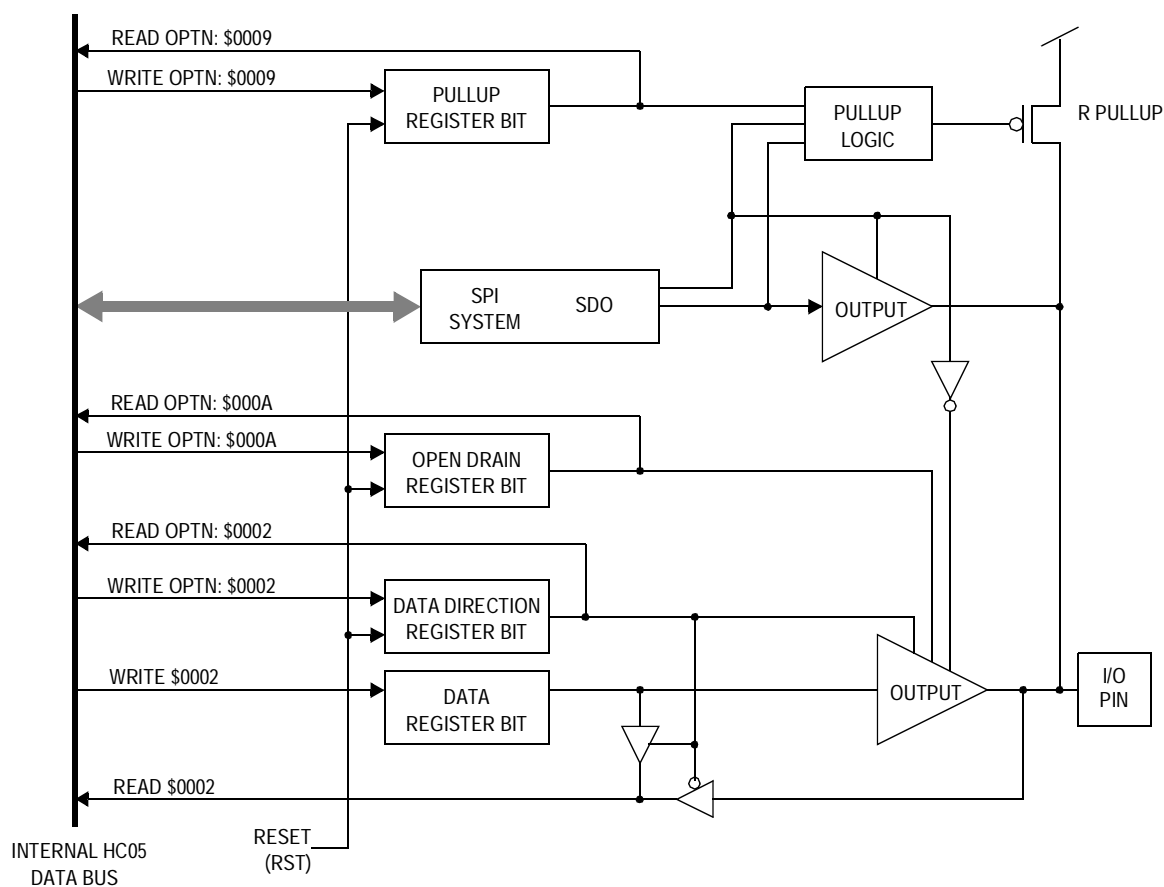 READ OPTN: $0009
WRITE OPTN: $0009
PULLUP
REGISTER BIT
PULLUP
LOGIC
R PULLUP
SPI
SYSTEM
SDO
OUTPUT
READ OPTN: $000A
WRITE OPTN: $000A
OPEN DRAIN
REGISTER BIT
READ OPTN: $0002
WRITE OPTN: $0002
DATA DIRECTION
REGISTER BIT
WRITE $0002
DATA
REGISTER BIT
OUTPUT
I/O
PIN
READ $0002
RESET
(RST)
INTERNAL HC05
DATA BUS